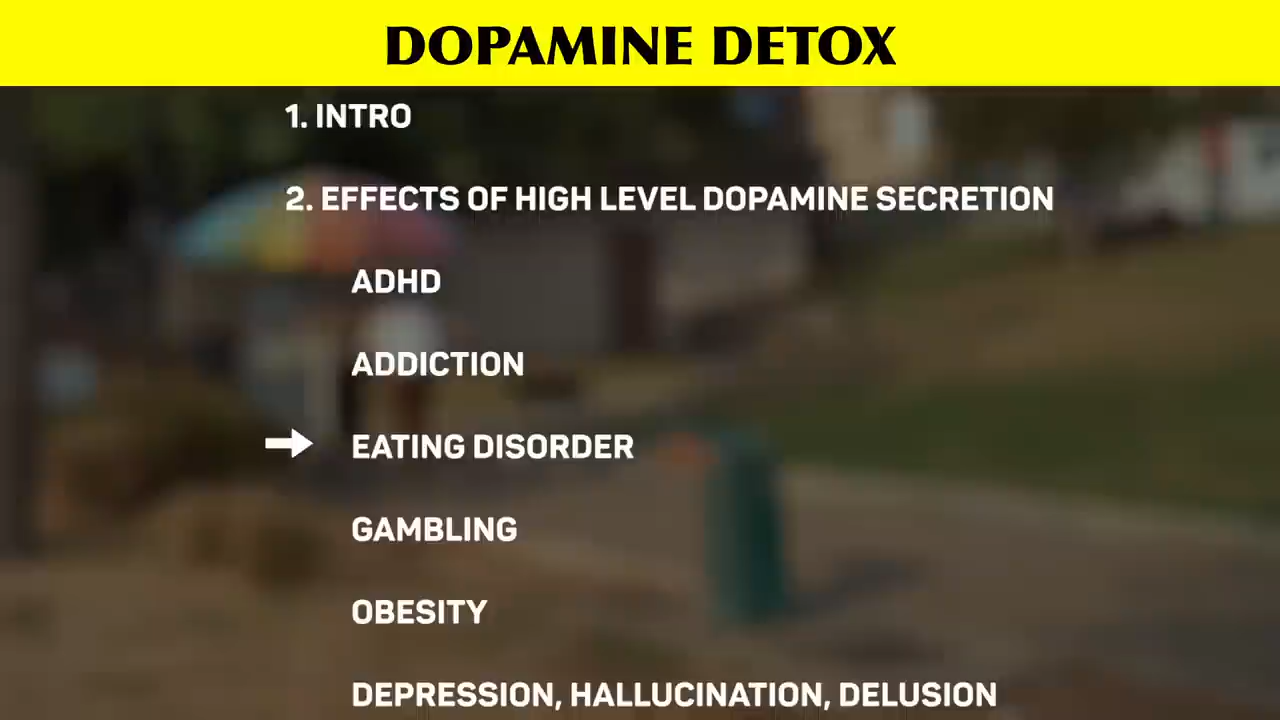 DOPAMINE DETOX
1. INTRO
2. EFFECTS OF HIGH LEVEL DOPAMINE SECRETION
ADHD
ADDICTION
EATING DISORDER
GAMBLING
OBESITY
DEPRESSION, HALLUCINATION, DELUSION